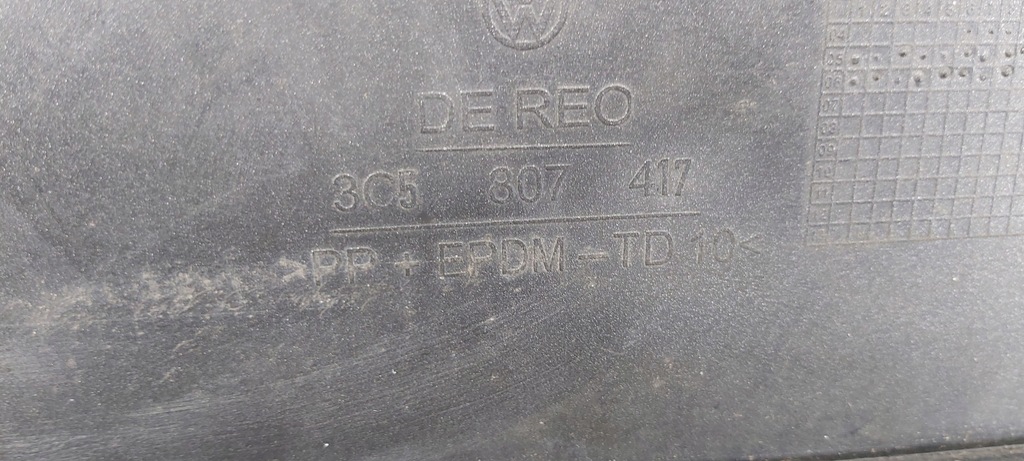 DE REO
3C5 807 417
>PP + EPDM - TD 10<